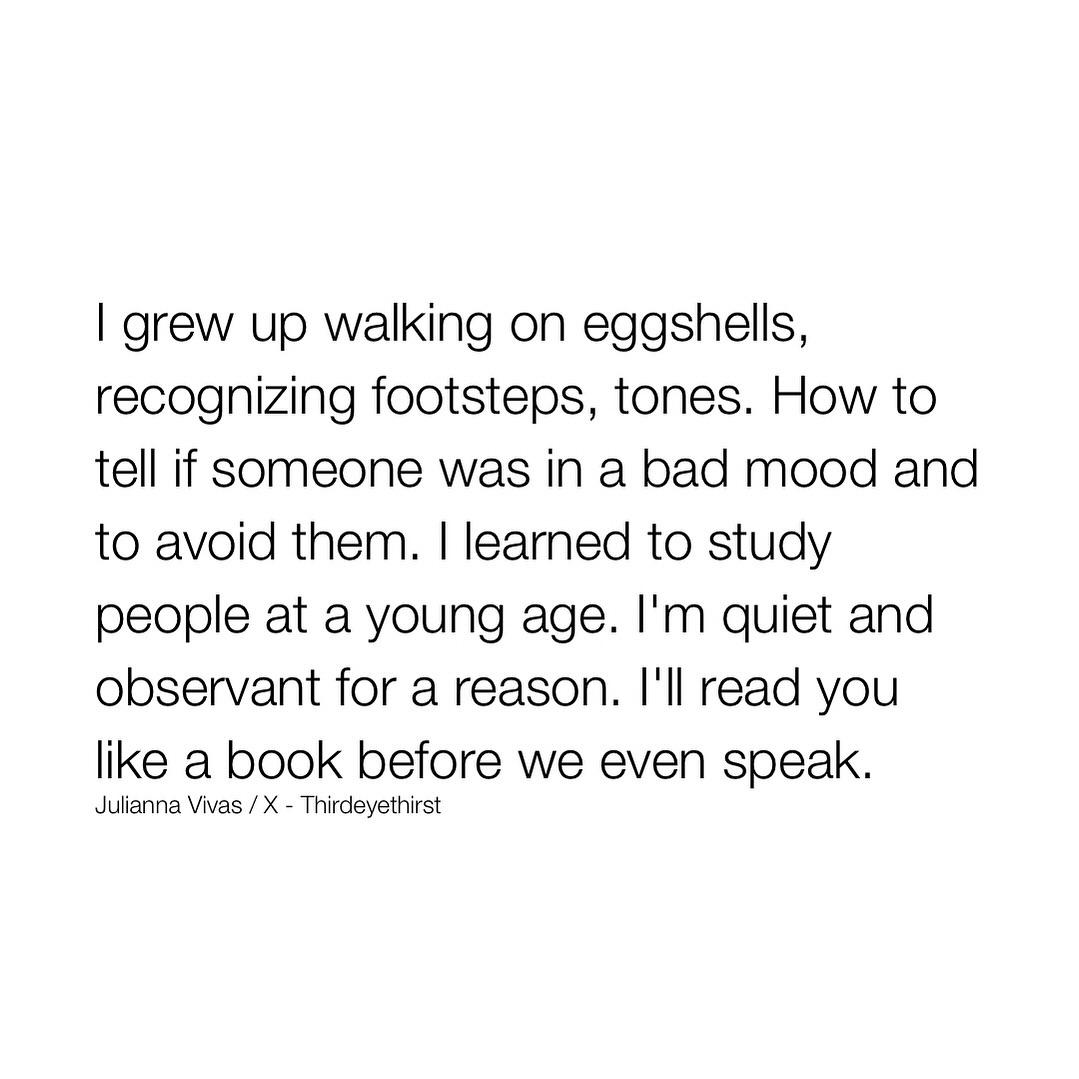 I grew up walking on eggshells,
recognizing footsteps, tones. How to
tell if someone was in a bad mood and
to avoid them. I learned to study
people at a young age. I'm quiet and
observant for a reason. I'll read you
like a book before we even speak.
Julianna Vivas / X - Thirdeyethirst